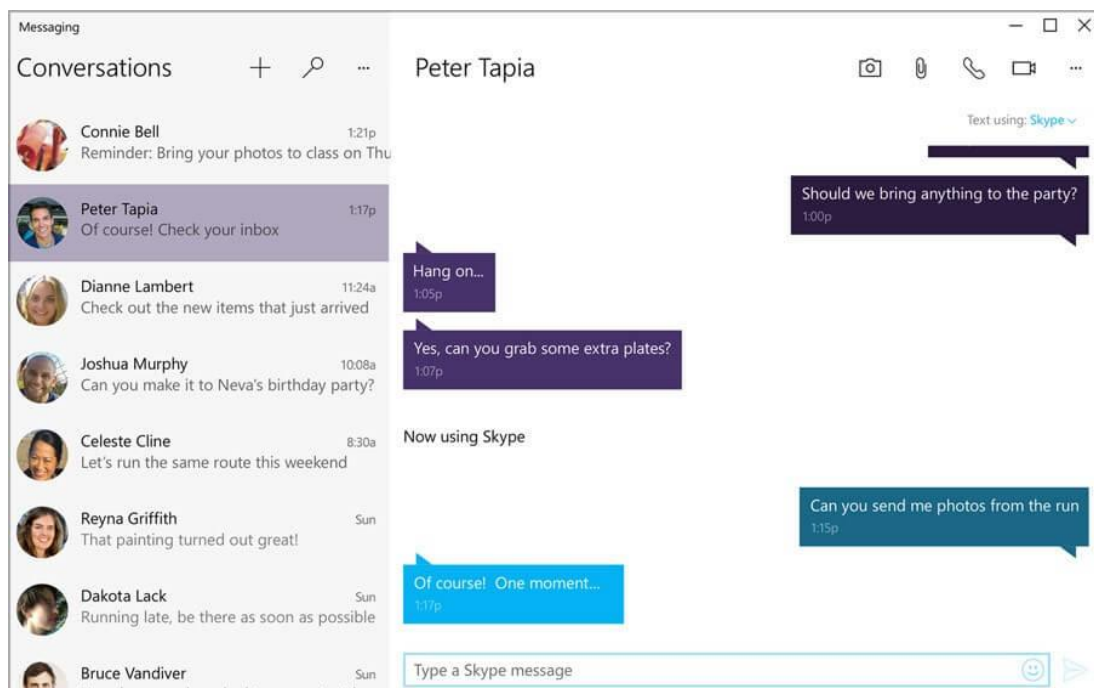 Messaging
Conversations
Connie Bell 1:21p
Reminder: Bring your photos to class on Thu
Peter Tapia 1:17p
Of course! Check your inbox
Dianne Lambert 11:24a
Check out the new items that just arrived
Joshua Murphy 10:08a
Can you make it to Neva's birthday party?
Celeste Cline 8:30a
Let's run the same route this weekend
Reyna Griffith Sun
That painting turned out great!
Dakota Lack Sun
Running late, be there as soon as possible
Bruce Vandiver Sun
Peter Tapia
Text using: Skype
Should we bring anything to the party?
1:00p
Hang on...
1:05p
Yes, can you grab some extra plates?
1:07p
Now using Skype
Can you send me photos from the run
1:15p
Of course!  One moment...
1:17p
Type a Skype message